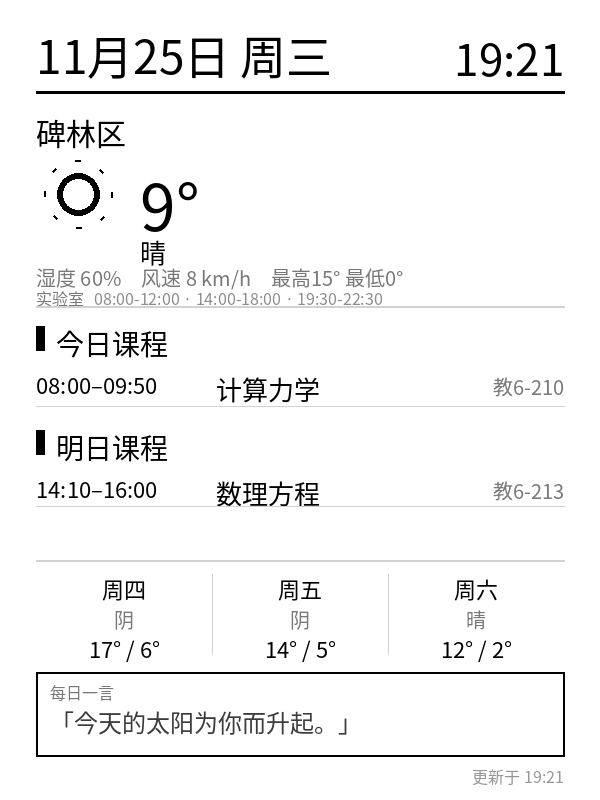 11月25日 周三 19:21
碑林区
9°
晴
湿度 60% 风速 8 km/h 最高15° 最低0°
实验室 08:00-12:00 · 14:00-18:00 · 19:30-22:30
今日课程
08:00–09:50 计算力学 教6-210
明日课程
14:10–16:00 数理方程 教6-213
周四 周五 周六
阴 阴 晴
17° / 6° 14° / 5° 12° / 2°
每日一言
「今天的太阳为你而升起。」
更新于 19:21